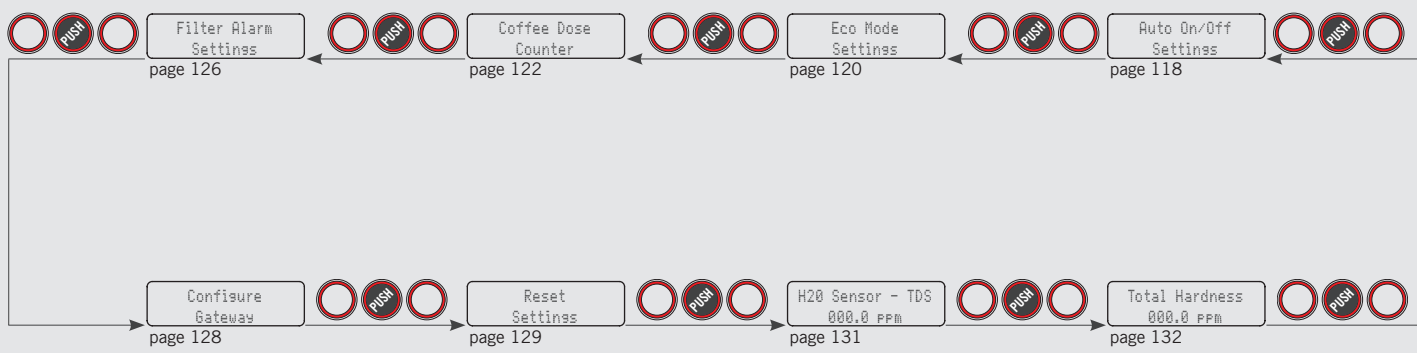 PUSH
Filter Alarm
Settings
page 126
PUSH
Coffee Dose
Counter
page 122
PUSH
Eco Mode
Settings
page 120
PUSH
Auto On/Off
Settings
page 118
PUSH
Configure
Gateway
page 128
PUSH
Reset
Settings
page 129
PUSH
H20 Sensor - TDS
000.0 ppm
page 131
PUSH
Total Hardness
000.0 ppm
page 132
PUSH